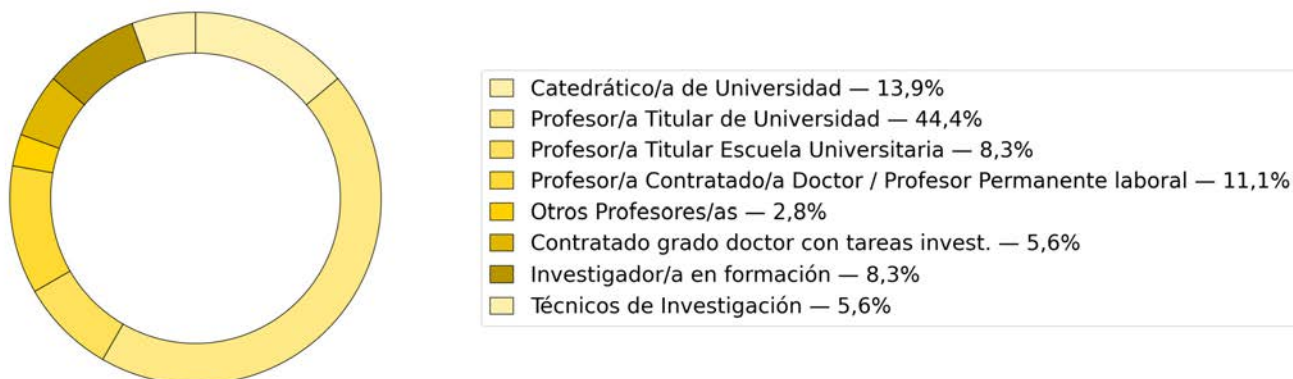 Catedrático/a de Universidad — 13,9%
Profesor/a Titular de Universidad — 44,4%
Profesor/a Titular Escuela Universitaria — 8,3%
Profesor/a Contratado/a Doctor / Profesor Permanente laboral — 11,1%
Otros Profesores/as — 2,8%
Contratado grado doctor con tareas invest. — 5,6%
Investigador/a en formación — 8,3%
Técnicos de Investigación — 5,6%